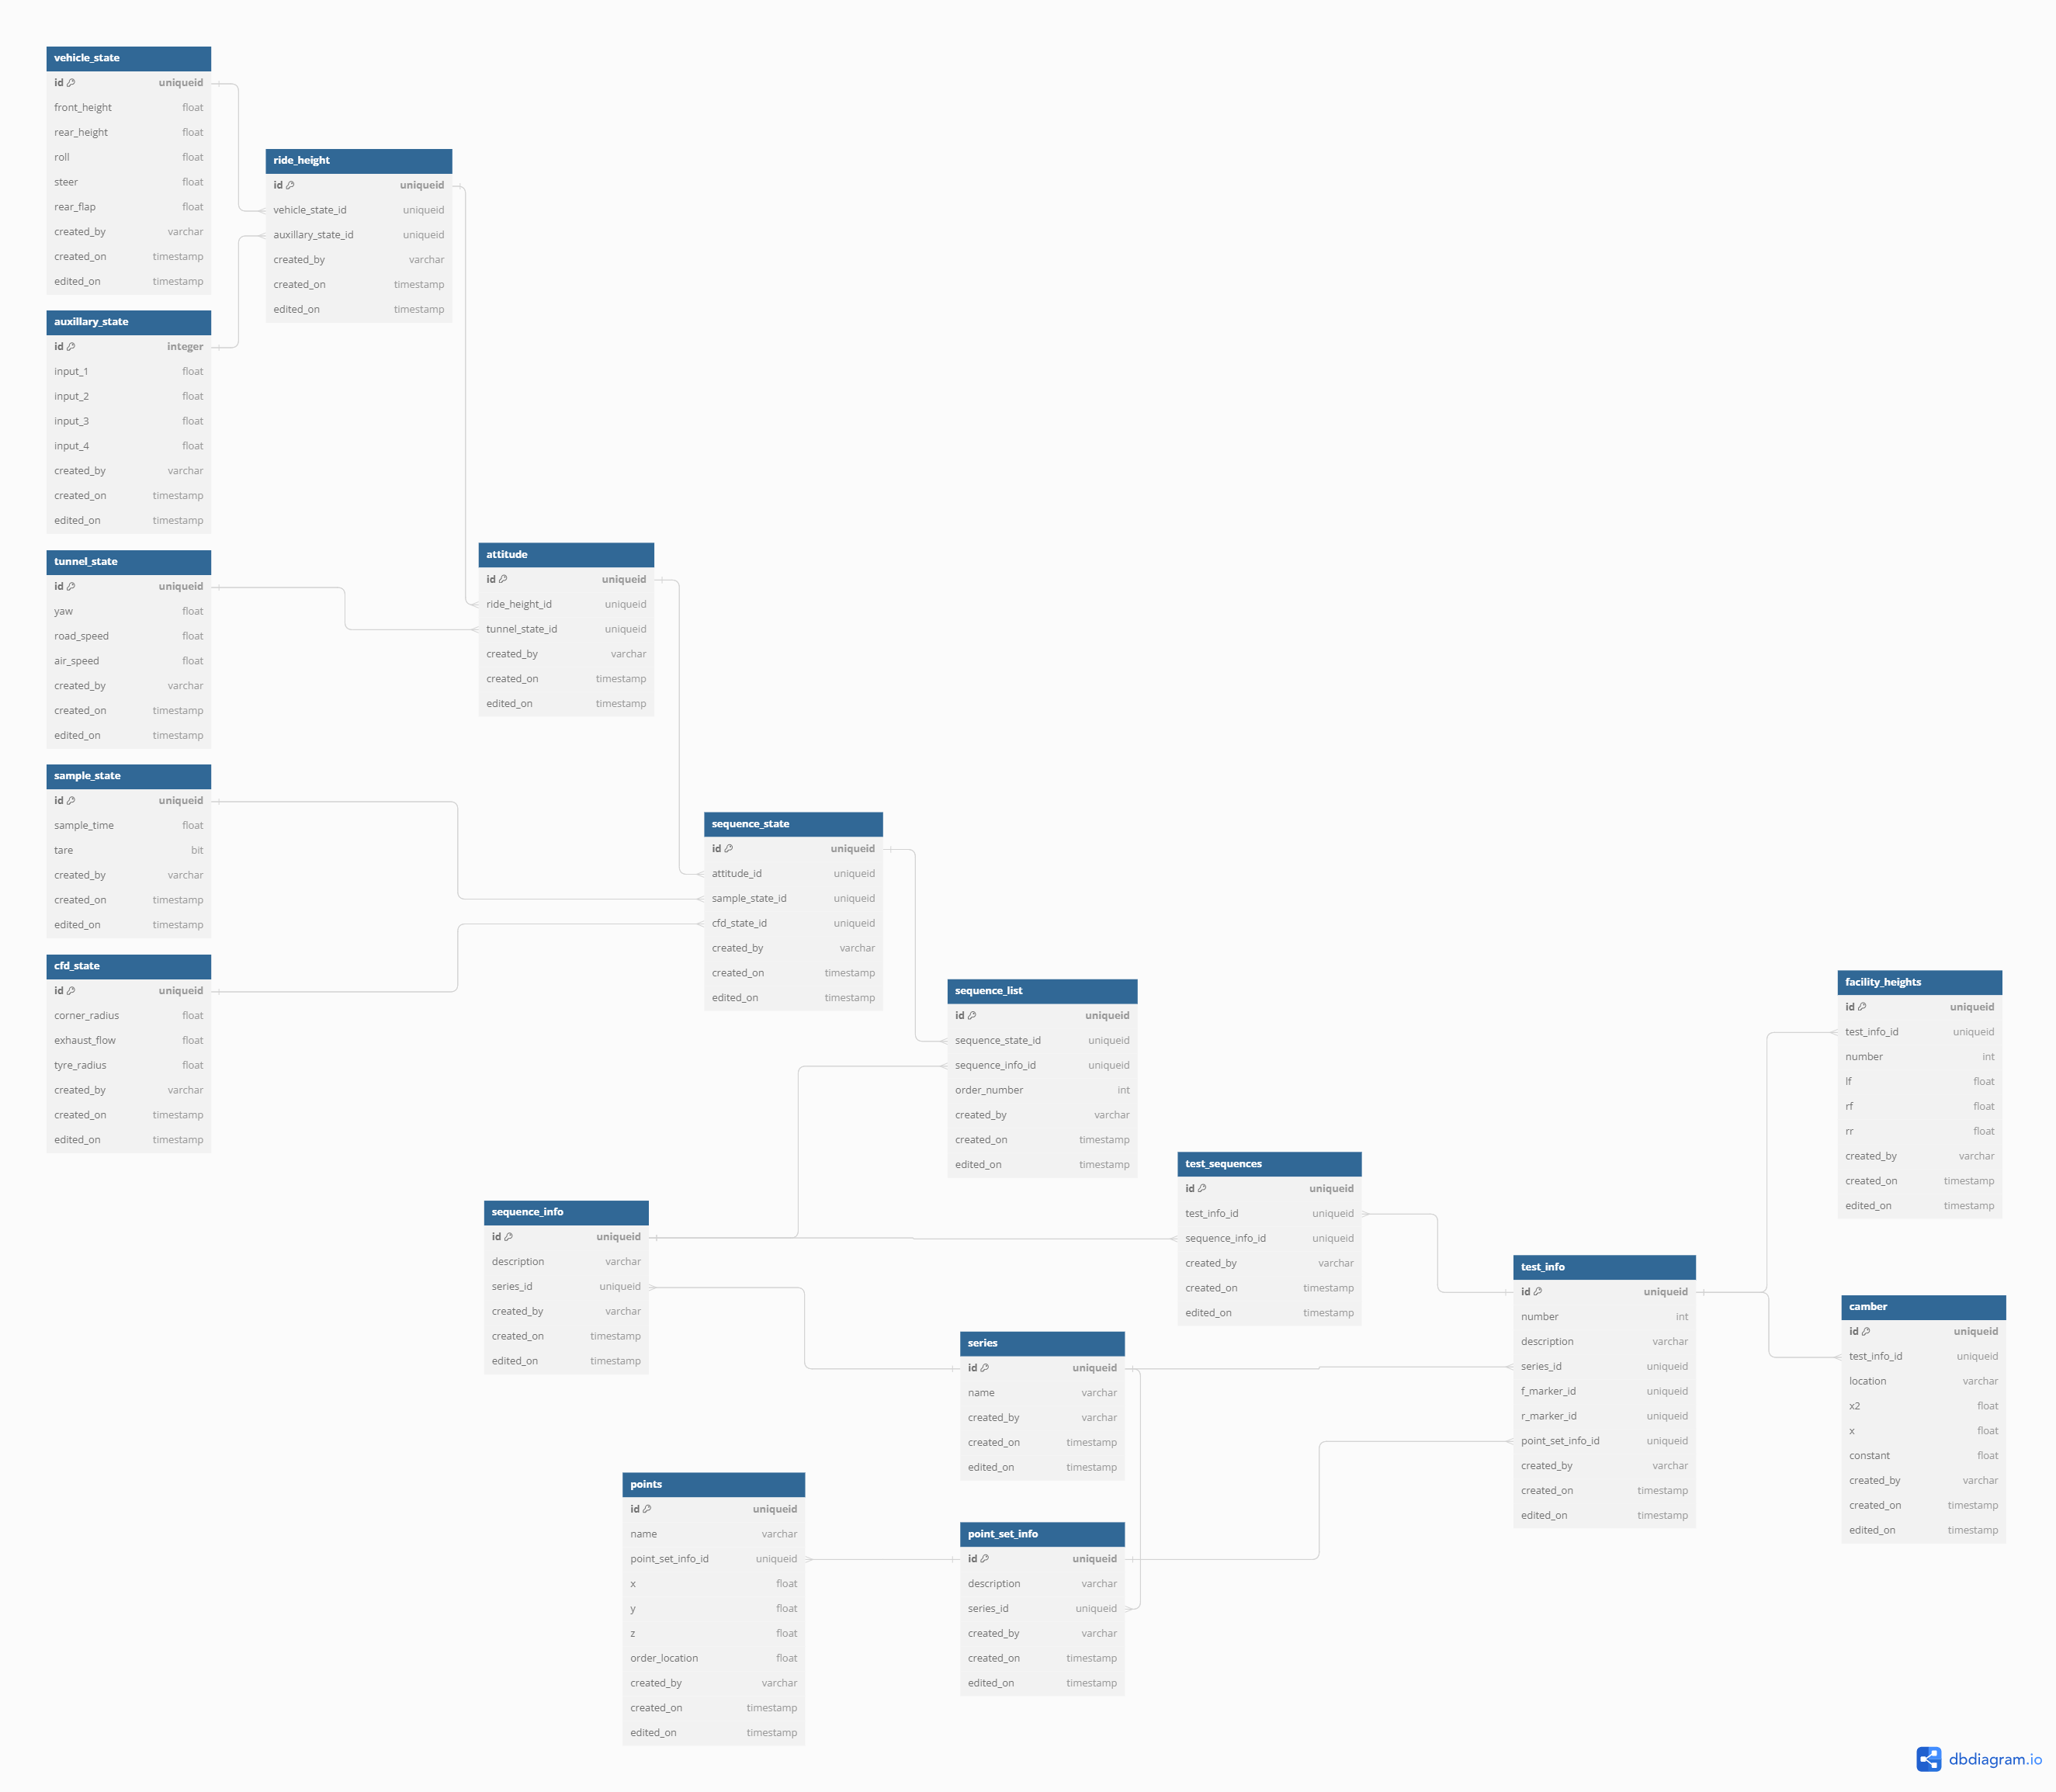 vehicle_state
id uniqueid
front_height float
rear_height float
roll float
steer float
rear_flap float
created_by varchar
created_on timestamp
edited_on timestamp
ride_height
id uniqueid
vehicle_state_id uniqueid
auxillary_state_id uniqueid
created_by varchar
created_on timestamp
edited_on timestamp
auxillary_state
id integer
input_1 float
input_2 float
input_3 float
input_4 float
created_by varchar
created_on timestamp
edited_on timestamp
tunnel_state
id uniqueid
yaw float
road_speed float
air_speed float
created_by varchar
created_on timestamp
edited_on timestamp
attitude
id uniqueid
ride_height_id uniqueid
tunnel_state_id uniqueid
created_by varchar
created_on timestamp
edited_on timestamp
sample_state
id uniqueid
sample_time float
tare bit
created_by varchar
created_on timestamp
edited_on timestamp
sequence_state
id uniqueid
attitude_id uniqueid
sample_state_id uniqueid
cfd_state_id uniqueid
created_by varchar
created_on timestamp
edited_on timestamp
cfd_state
id uniqueid
corner_radius float
exhaust_flow float
tyre_radius float
created_by varchar
created_on timestamp
edited_on timestamp
sequence_list
id uniqueid
sequence_state_id uniqueid
sequence_info_id uniqueid
order_number int
created_by varchar
created_on timestamp
edited_on timestamp
facility_heights
id uniqueid
test_info_id uniqueid
number int
lf float
rf float
rr float
created_by varchar
created_on timestamp
edited_on timestamp
test_sequences
id uniqueid
test_info_id uniqueid
sequence_info_id uniqueid
created_by varchar
created_on timestamp
edited_on timestamp
sequence_info
id uniqueid
description varchar
series_id uniqueid
created_by varchar
created_on timestamp
edited_on timestamp
test_info
id uniqueid
number int
description varchar
series_id uniqueid
f_marker_id uniqueid
r_marker_id uniqueid
point_set_info_id uniqueid
created_by varchar
created_on timestamp
edited_on timestamp
camber
id uniqueid
test_info_id uniqueid
location varchar
x2 float
x float
constant float
created_by varchar
created_on timestamp
edited_on timestamp
series
id uniqueid
name varchar
created_by varchar
created_on timestamp
edited_on timestamp
points
id uniqueid
name varchar
point_set_info_id uniqueid
x float
y float
z float
order_location float
created_by varchar
created_on timestamp
edited_on timestamp
point_set_info
id uniqueid
description varchar
series_id uniqueid
created_by varchar
created_on timestamp
edited_on timestamp
dbdiagram.io